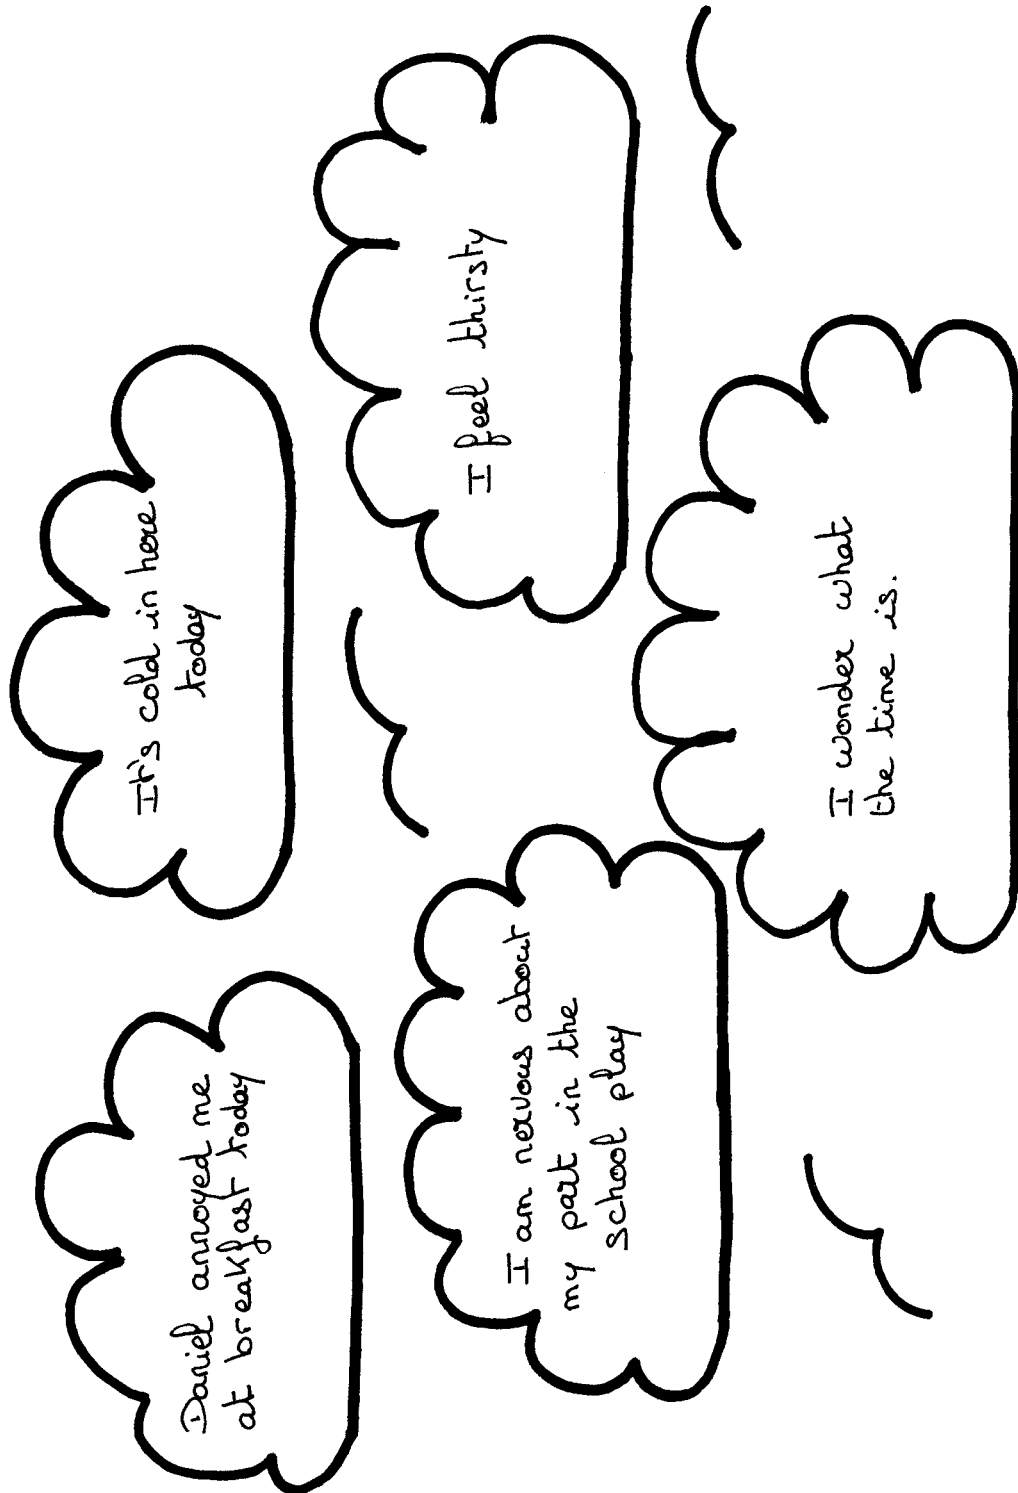 Daniel annoyed me
at breakfast today
It's cold in here
today
I am nervous about
my part in the
school play
I feel thirsty
I wonder what
the time is.